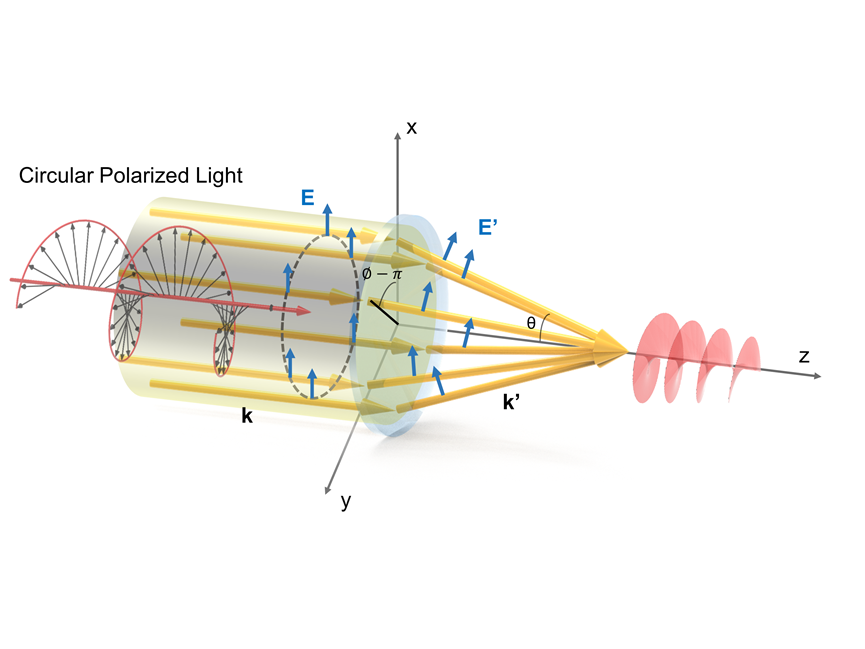 x
Circular Polarized Light
E
E’
ϕ − π
θ
z
k
k’
y